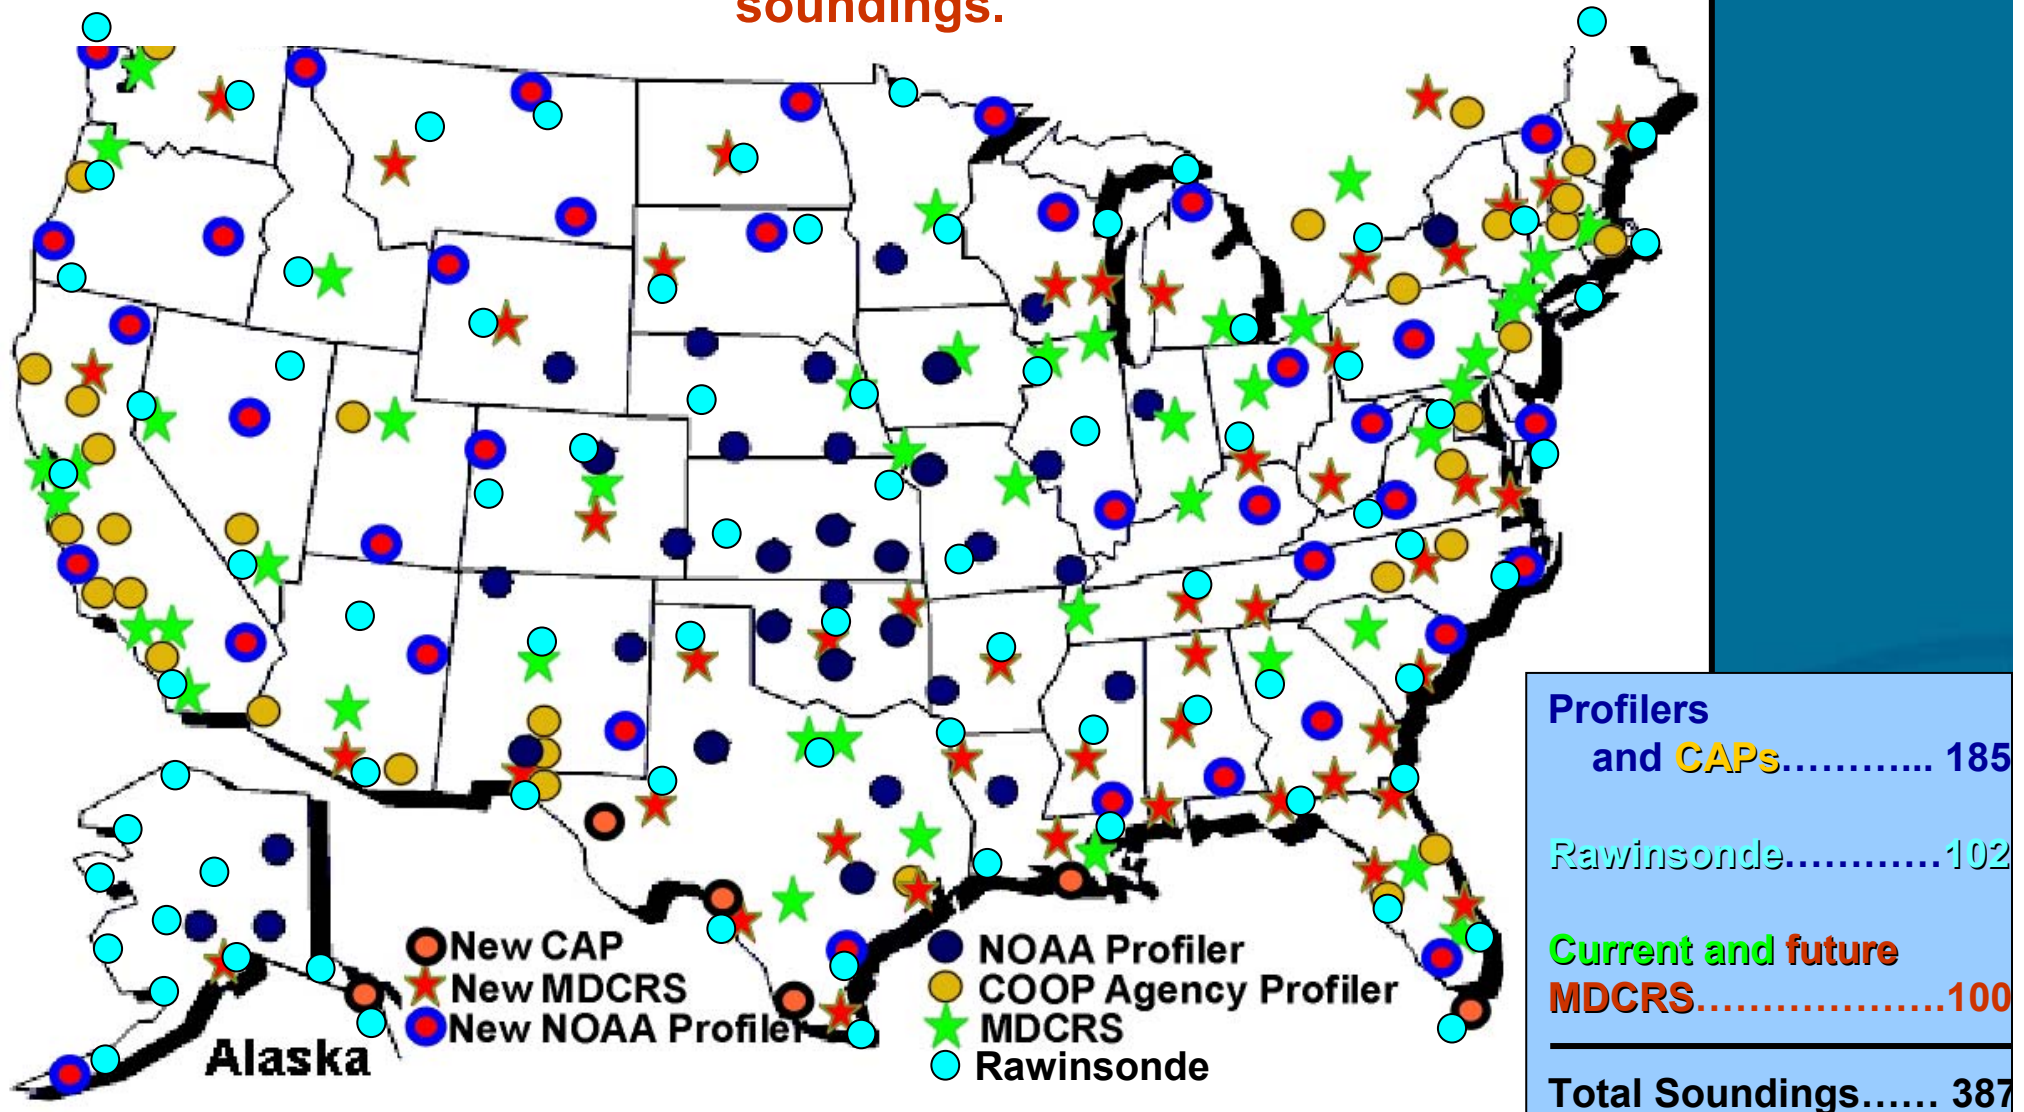 soundings.
New CAP
New MDCRS
New NOAA Profiler
NOAA Profiler
COOP Agency Profiler
MDCRS
Rawinsonde
Alaska
Profilers
and CAPs………... 185
Rawinsonde…………102
Current and future
MDCRS……………….100
Total Soundings…… 387